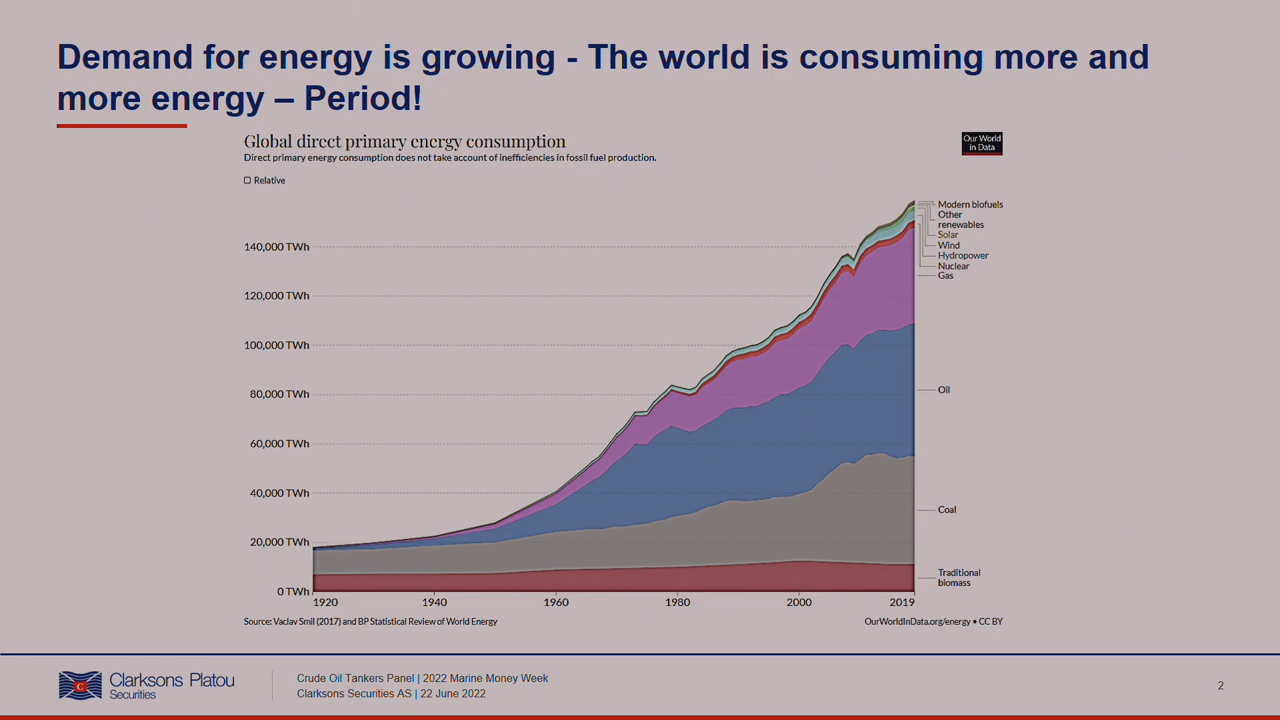 Demand for energy is growing - The world is consuming more and
more energy – Period!
Global direct primary energy consumption
Direct primary energy consumption does not take account of inefficiencies in fossil fuel production.
Our World
in Data
Relative
Modern biofuels
Other
renewables
Solar
Wind
Hydropower
Nuclear
Gas
Oil
Coal
Traditional
biomass
140,000 TWh
120,000 TWh
100,000 TWh
80,000 TWh
60,000 TWh
40,000 TWh
20,000 TWh
0 TWh
1920 1940 1960 1980 2000 2019
Source: Vaclav Smil (2017) and BP Statistical Review of World Energy
OurWorldInData.org/energy • CC BY
C
Clarksons Platou
Securities
Crude Oil Tankers Panel | 2022 Marine Money Week
Clarksons Securities AS | 22 June 2022
2